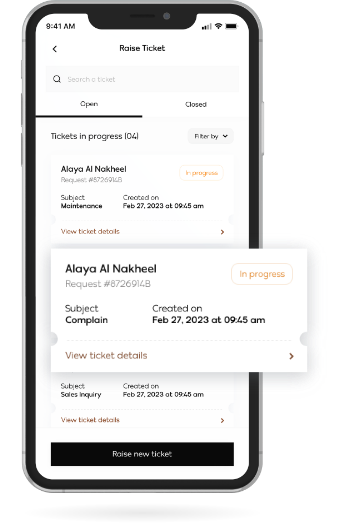 9:41 AM
Raise Ticket
Search a ticket
Open Closed
Tickets in progress (04) Filter by
Alaya Al Nakheel In progress
Request #8726914B
Subject Created on
Maintenance Feb 27, 2023 at 09:45 am
View ticket details
Alaya Al Nakheel In progress
Request #8726914B
Subject Created on
Complain Feb 27, 2023 at 09:45 am
View ticket details
Subject Created on
Sales Inquiry Feb 27, 2023 at 09:45 am
View ticket details
Raise new ticket